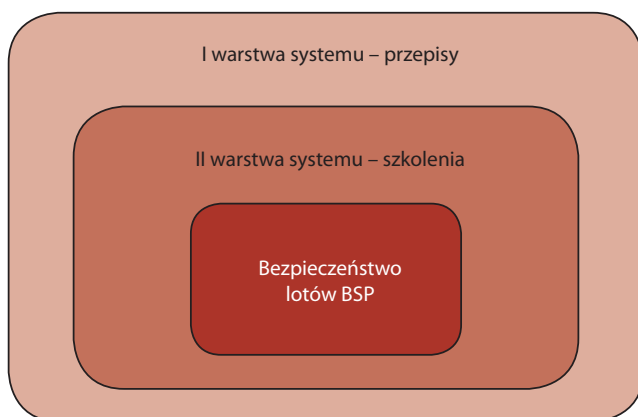 I warstwa systemu – przepisy
II warstwa systemu – szkolenia
Bezpieczeństwo
lotów BSP